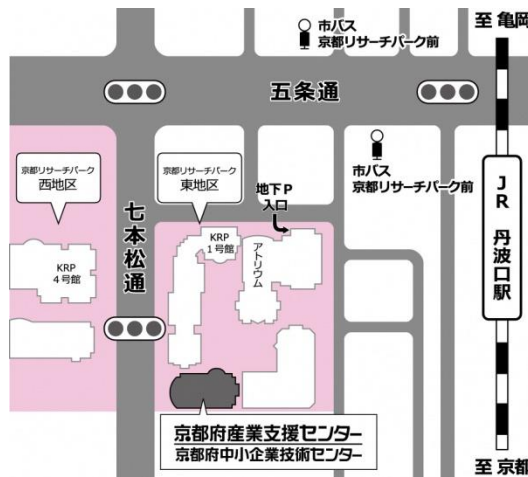 至 亀岡
市バス
京都リサーチパーク前
五条通
市バス
京都リサーチパーク前
京都リサーチパーク
西地区
京都リサーチパーク
東地区
地下P
入口
JR 丹波口駅
七本松通
KRP
1号館
アトリウム
KRP
4号館
京都府産業支援センター
京都府中小企業技術センター
至 京都